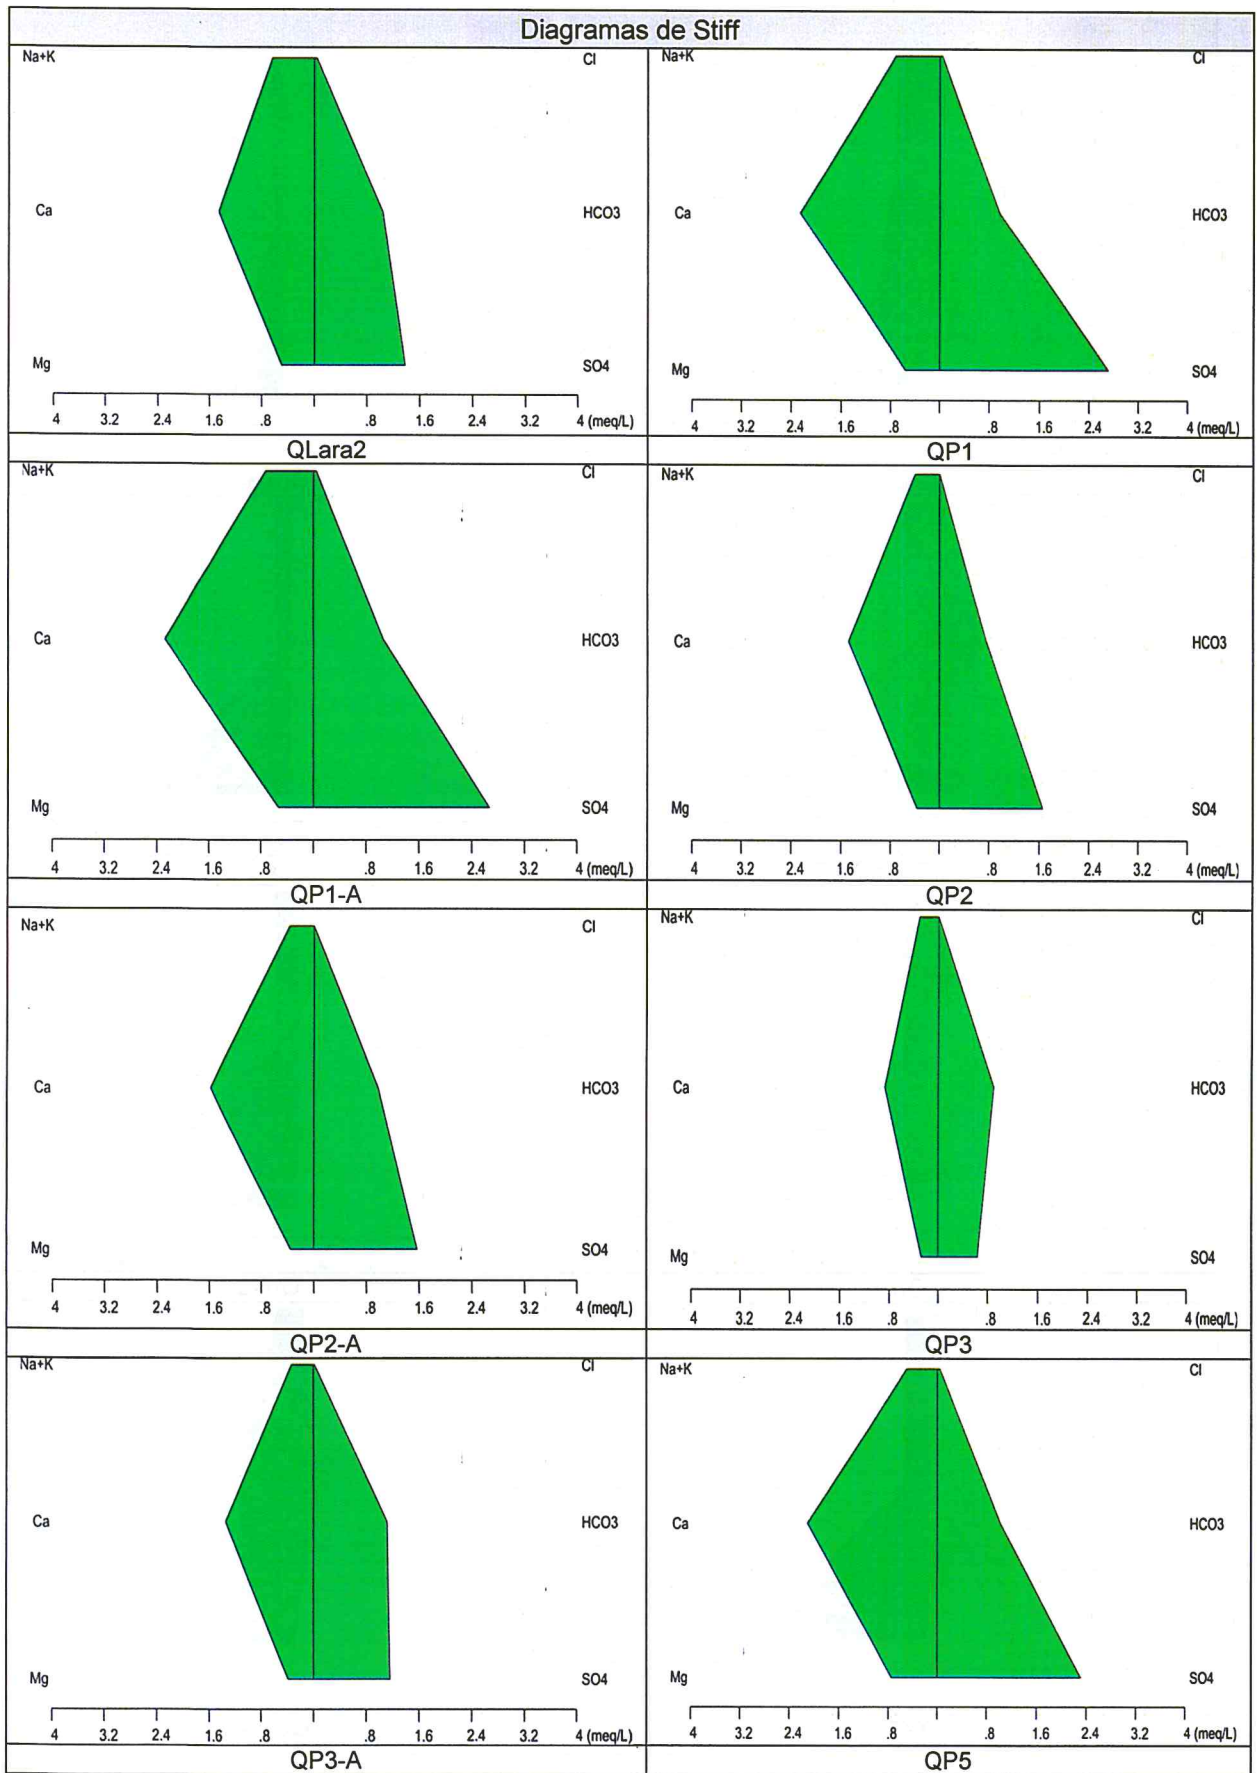 Diagramas de Stiff
Na+K Cl
Ca HCO3
Mg SO4
4 3.2 2.4 1.6 .8 .8 1.6 2.4 3.2 4 (meq/L)
QLara2
Na+K Cl
Ca HCO3
Mg SO4
4 3.2 2.4 1.6 .8 .8 1.6 2.4 3.2 4 (meq/L)
QP1
Na+K Cl
Ca HCO3
Mg SO4
4 3.2 2.4 1.6 .8 .8 1.6 2.4 3.2 4 (meq/L)
QP1-A
Na+K Cl
Ca HCO3
Mg SO4
4 3.2 2.4 1.6 .8 .8 1.6 2.4 3.2 4 (meq/L)
QP2
Na+K Cl
Ca HCO3
Mg SO4
4 3.2 2.4 1.6 .8 .8 1.6 2.4 3.2 4 (meq/L)
QP2-A
Na+K Cl
Ca HCO3
Mg SO4
4 3.2 2.4 1.6 .8 .8 1.6 2.4 3.2 4 (meq/L)
QP3
Na+K Cl
Ca HCO3
Mg SO4
4 3.2 2.4 1.6 .8 .8 1.6 2.4 3.2 4 (meq/L)
QP3-A
Na+K Cl
Ca HCO3
Mg SO4
4 3.2 2.4 1.6 .8 .8 1.6 2.4 3.2 4 (meq/L)
QP5